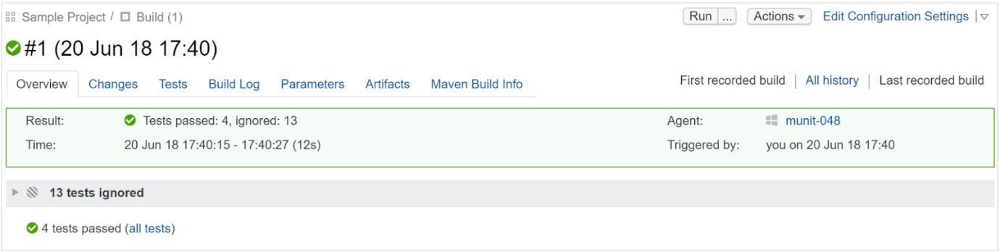 Sample Project / Build (1) Run ... Actions Edit Configuration Settings
#1 (20 Jun 18 17:40)
Overview Changes Tests Build Log Parameters Artifacts Maven Build Info First recorded build | All history | Last recorded build
Result: Tests passed: 4, ignored: 13 Agent: munit-048
Time: 20 Jun 18 17:40:15 - 17:40:27 (12s) Triggered by: you on 20 Jun 18 17:40
13 tests ignored
4 tests passed (all tests)